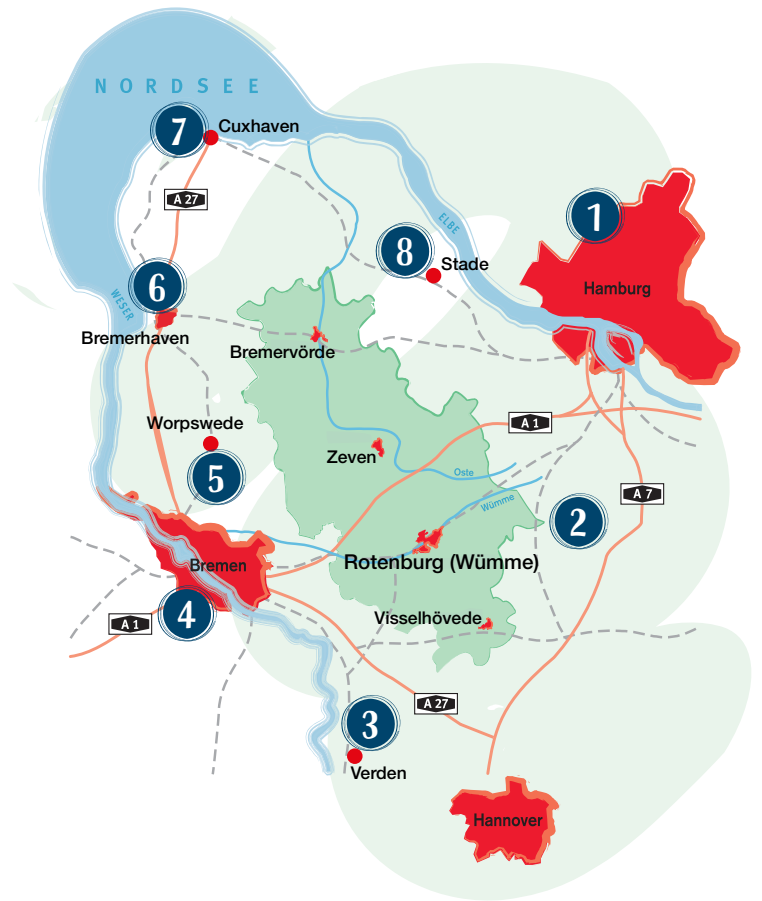 NORDSEE
7
Cuxhaven
A 27
1
ELBE
8
Stade
6
Hamburg
WESER
Bremerhaven
Bremervörde
Worpswede
A 1
Zeven
5
Oste
A 7
Wümme
2
Bremen
Rotenburg (Wümme)
4
A 1
Visselhövede
A 27
3
Verden
Hannover